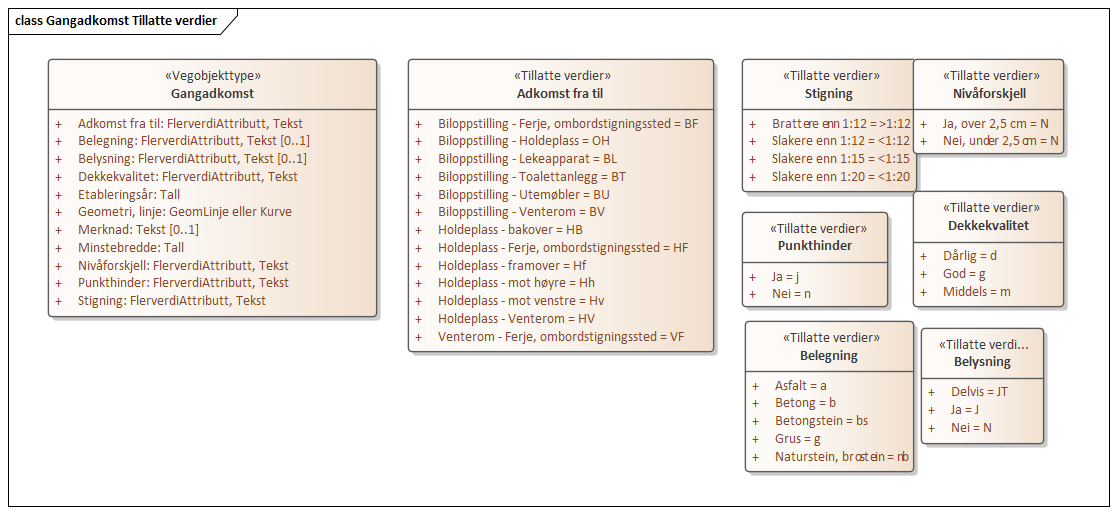 class Gangadkomst Tillatte verdier
«Vegobjekttype»
Gangadkomst
+ Adkomst fra til: FlerverdiAttributt, Tekst
+ Belegning: FlerverdiAttributt, Tekst [0..1]
+ Belysning: FlerverdiAttributt, Tekst [0..1]
+ Dekkekvalitet: FlerverdiAttributt, Tekst
+ Etableringsår: Tall
+ Geometri, linje: GeomLinje eller Kurve
+ Merknad: Tekst [0..1]
+ Minstebredde: Tall
+ Nivåforskjell: FlerverdiAttributt, Tekst
+ Punkthinder: FlerverdiAttributt, Tekst
+ Stigning: FlerverdiAttributt, Tekst
«Tillatte verdier»
Adkomst fra til
+ Biloppstilling - Ferje, ombordstigningssted = BF
+ Biloppstilling - Holdeplass = OH
+ Biloppstilling - Lekeapparat = BL
+ Biloppstilling - Toalettanlegg = BT
+ Biloppstilling - Utemøbler = BU
+ Biloppstilling - Venterom = BV
+ Holdeplass - bakover = HB
+ Holdeplass - Ferje, ombordstigningssted = HF
+ Holdeplass - framover = Hf
+ Holdeplass - mot høyre = Hh
+ Holdeplass - mot venstre = Hv
+ Holdeplass - Venterom = HV
+ Venterom - Ferje, ombordstigningssted = VF
«Tillatte verdier»
Stigning
+ Brattere enn 1:12 = >1:12
+ Slakere enn 1:12 = <1:12
+ Slakere enn 1:15 = <1:15
+ Slakere enn 1:20 = <1:20
«Tillatte verdier»
Nivåforskjell
+ Ja, over 2,5 cm = N
+ Nei, under 2,5 cm = N
«Tillatte verdier»
Punkthinder
+ Ja = j
+ Nei = n
«Tillatte verdier»
Dekkekvalitet
+ Dårlig = d
+ God = g
+ Middels = m
«Tillatte verdier»
Belegning
+ Asfalt = a
+ Betong = b
+ Betongstein = bs
+ Grus = g
+ Naturstein, brostein = nb
«Tillatte verdi...
Belysning
+ Delvis = JT
+ Ja = J
+ Nei = N